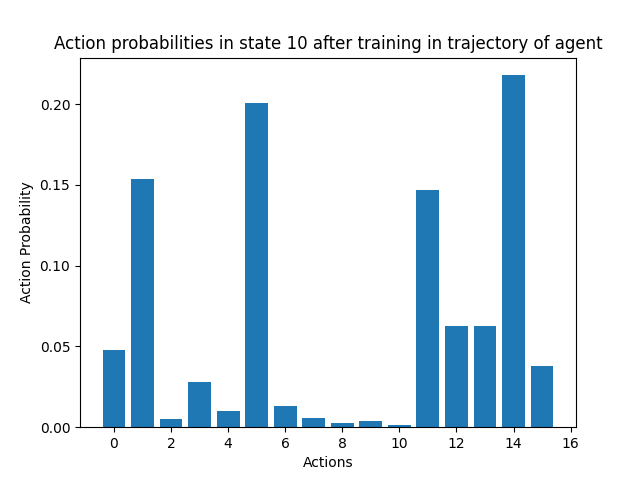 Action probabilities in state 10 after training in trajectory of agent
0.20
0.15
0.10
0.05
0.00
Action Probability
0 2 4 6 8 10 12 14 16
Actions